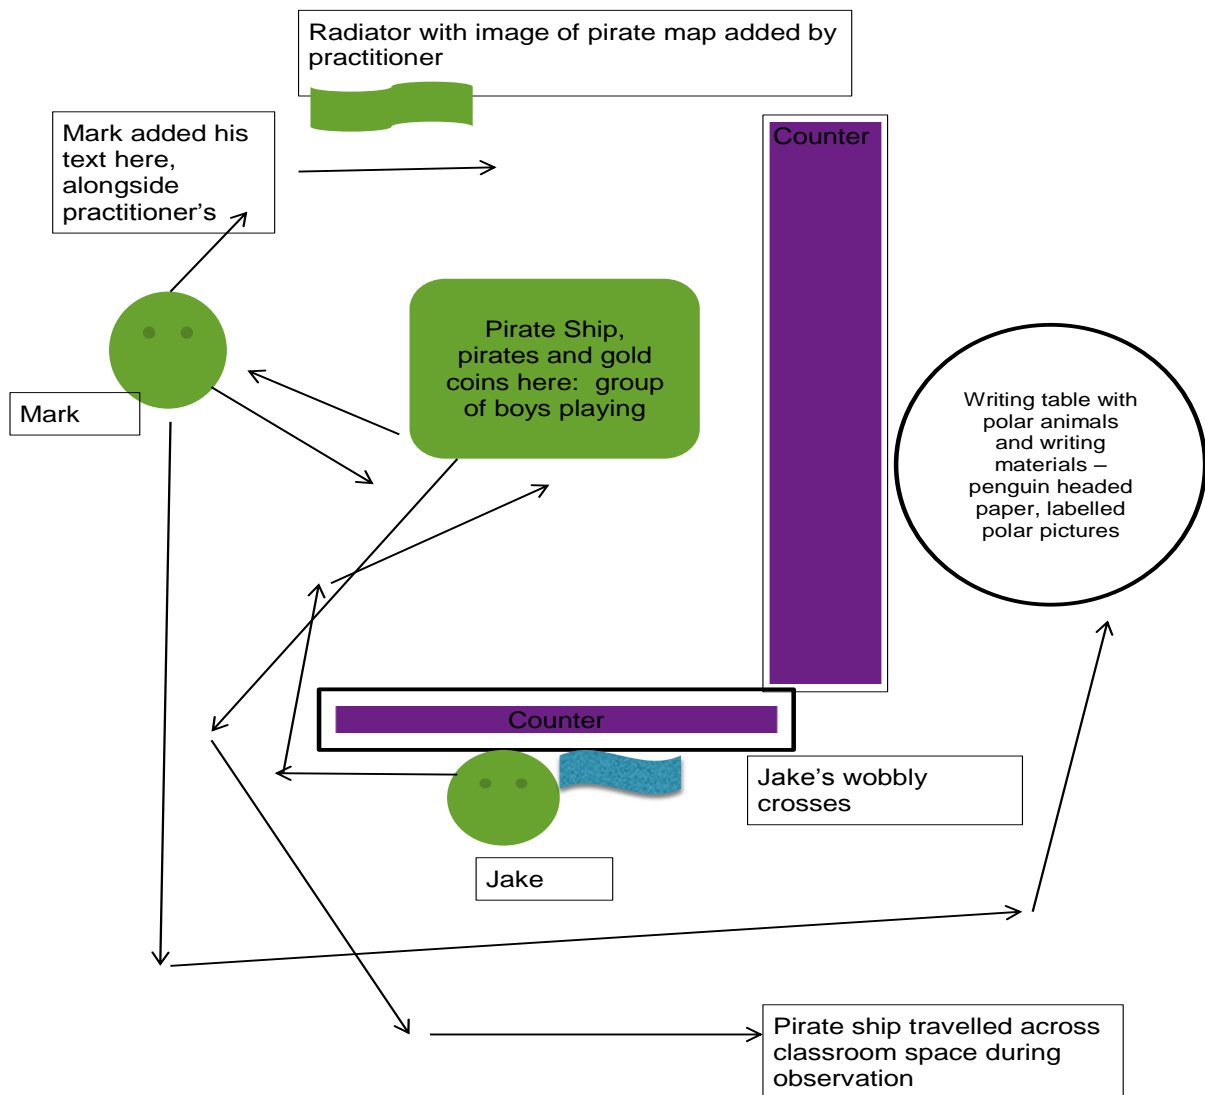 Radiator with image of pirate map added by
practitioner
Mark added his
text here,
alongside
practitioner's
Counter
Pirate Ship,
pirates and gold
coins here:  group
of boys playing
Mark
Writing table with
polar animals
and writing
materials –
penguin headed
paper, labelled
polar pictures
Counter
Jake's wobbly
crosses
Jake
Pirate ship travelled across
classroom space during
observation